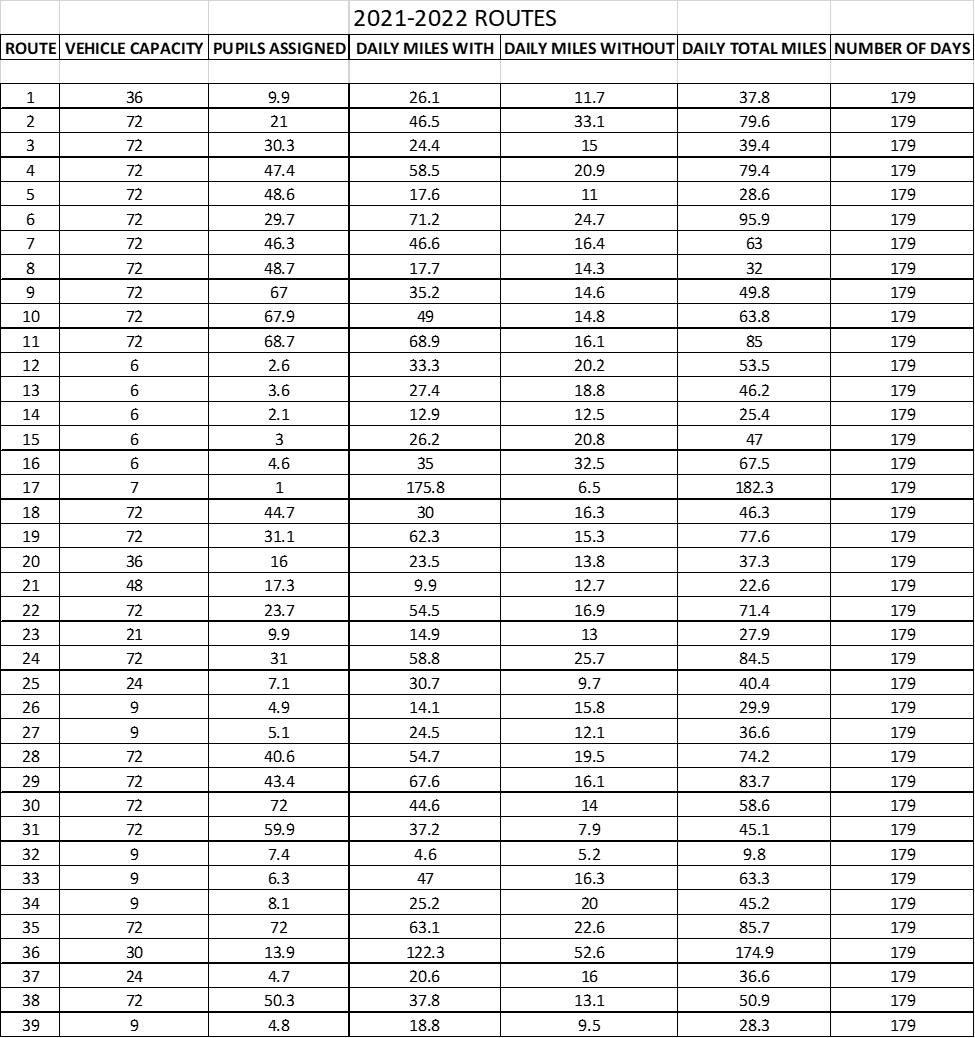 2021-2022 ROUTES
ROUTE VEHICLE CAPACITY PUPILS ASSIGNED DAILY MILES WITH DAILY MILES WITHOUT DAILY TOTAL MILES NUMBER OF DAYS
1 36 9.9 26.1 11.7 37.8 179
2 72 21 46.5 33.1 79.6 179
3 72 30.3 24.4 15 39.4 179
4 72 47.4 58.5 20.9 79.4 179
5 72 48.6 17.6 11 28.6 179
6 72 29.7 71.2 24.7 95.9 179
7 72 46.3 46.6 16.4 63 179
8 72 48.7 17.7 14.3 32 179
9 72 67 35.2 14.6 49.8 179
10 72 67.9 49 14.8 63.8 179
11 72 68.7 68.9 16.1 85 179
12 6 2.6 33.3 20.2 53.5 179
13 6 3.6 27.4 18.8 46.2 179
14 6 2.1 12.9 12.5 25.4 179
15 6 3 26.2 20.8 47 179
16 6 4.6 35 32.5 67.5 179
17 7 1 175.8 6.5 182.3 179
18 72 44.7 30 16.3 46.3 179
19 72 31.1 62.3 15.3 77.6 179
20 36 16 23.5 13.8 37.3 179
21 48 17.3 9.9 12.7 22.6 179
22 72 23.7 54.5 16.9 71.4 179
23 21 9.9 14.9 13 27.9 179
24 72 31 58.8 25.7 84.5 179
25 24 7.1 30.7 9.7 40.4 179
26 9 4.9 14.1 15.8 29.9 179
27 9 5.1 24.5 12.1 36.6 179
28 72 40.6 54.7 19.5 74.2 179
29 72 43.4 67.6 16.1 83.7 179
30 72 72 44.6 14 58.6 179
31 72 59.9 37.2 7.9 45.1 179
32 9 7.4 4.6 5.2 9.8 179
33 9 6.3 47 16.3 63.3 179
34 9 8.1 25.2 20 45.2 179
35 72 72 63.1 22.6 85.7 179
36 30 13.9 122.3 52.6 174.9 179
37 24 4.7 20.6 16 36.6 179
38 72 50.3 37.8 13.1 50.9 179
39 9 4.8 18.8 9.5 28.3 179